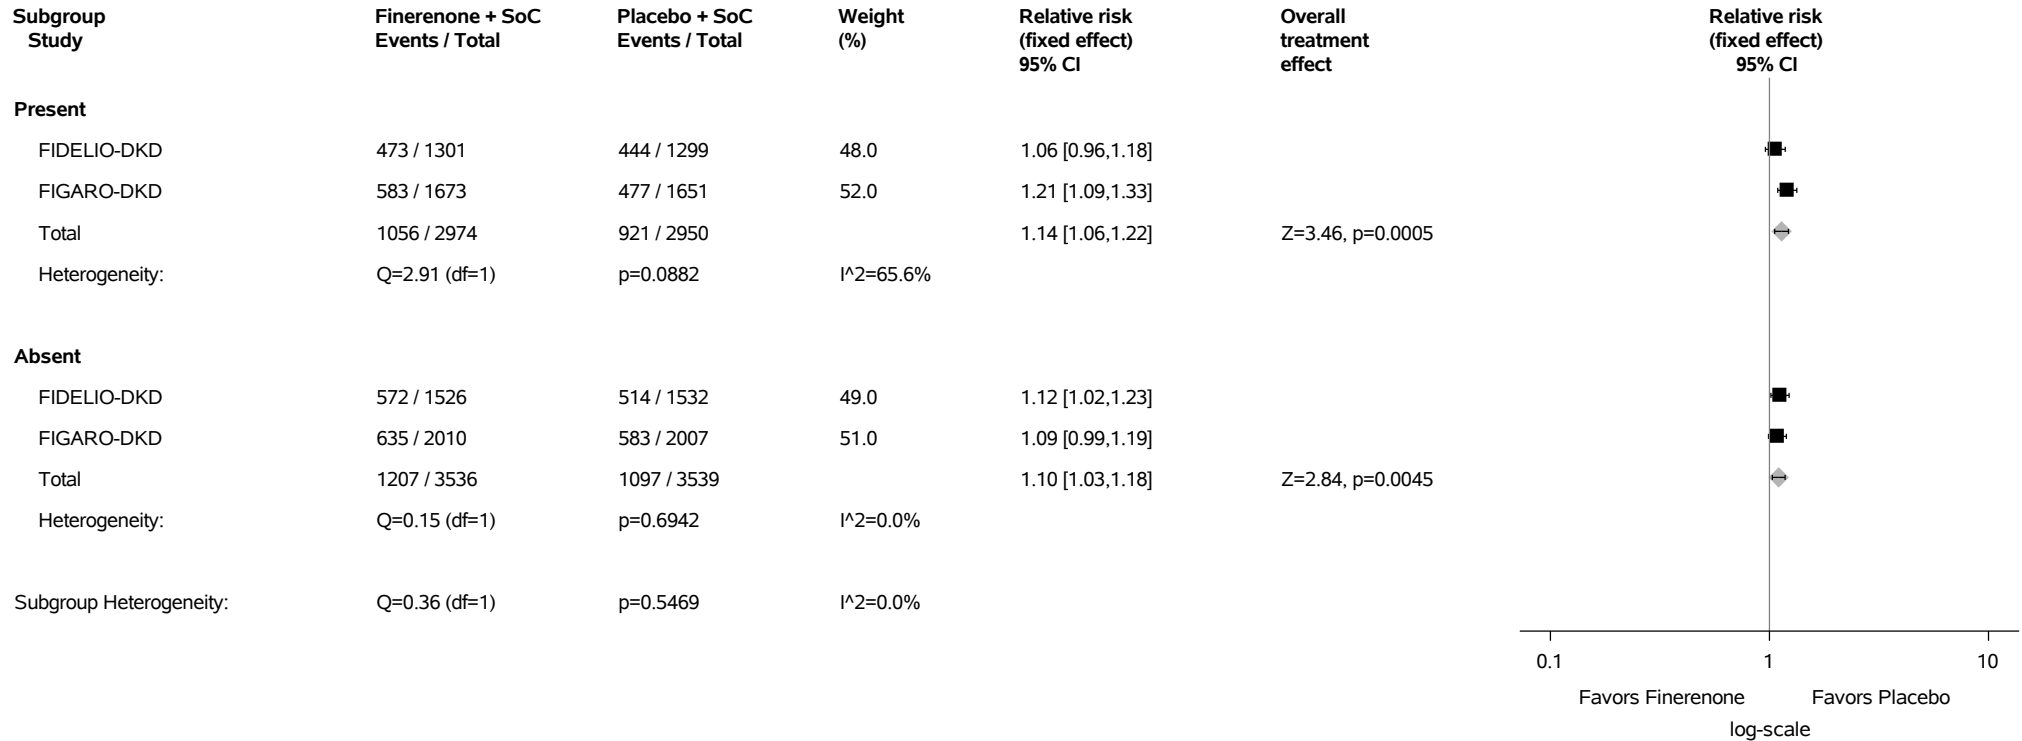 Subgroup Finerenone + SoC Placebo + SoC Weight Relative risk Overall Relative risk
Study Events / Total Events / Total (%) (fixed effect) treatment (fixed effect)
95% CI effect 95% CI
Present
FIDELIO-DKD 473 / 1301 444 / 1299 48.0 1.06 [0.96,1.18]
FIGARO-DKD 583 / 1673 477 / 1651 52.0 1.21 [1.09,1.33]
Total 1056 / 2974 921 / 2950 1.14 [1.06,1.22] Z=3.46, p=0.0005
Heterogeneity: Q=2.91 (df=1) p=0.0882 I^2=65.6%
Absent
FIDELIO-DKD 572 / 1526 514 / 1532 49.0 1.12 [1.02,1.23]
FIGARO-DKD 635 / 2010 583 / 2007 51.0 1.09 [0.99,1.19]
Total 1207 / 3536 1097 / 3539 1.10 [1.03,1.18] Z=2.84, p=0.0045
Heterogeneity: Q=0.15 (df=1) p=0.6942 I^2=0.0%
Subgroup Heterogeneity: Q=0.36 (df=1) p=0.5469 I^2=0.0%
0.1 1 10
Favors Finerenone Favors Placebo
log-scale